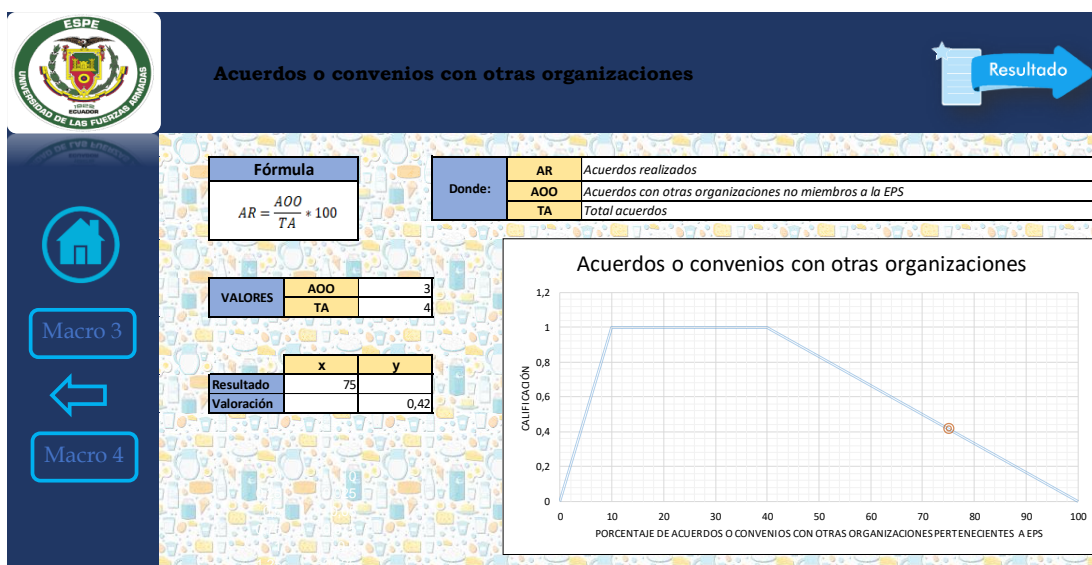 ESPE
UNIVERSIDAD DE LAS FUERZAS ARMADAS
1922
ECUADOR
Acuerdos o convenios con otras organizaciones
Resultado
Fórmula
AR = AOO / TA * 100
Donde:
AR Acuerdos realizados
AOO Acuerdos con otras organizaciones no miembros a la EPS
TA Total acuerdos
Macro 3
Macro 4
VALORES
AOO 3
TA 4
x y
Resultado 75
Valoración 0,42
Acuerdos o convenios con otras organizaciones
CALIFICACIÓN
1,2
1
0,8
0,6
0,4
0,2
0
0 10 20 30 40 50 60 70 80 90 100
PORCENTAJE DE ACUERDOS O CONVENIOS CON OTRAS ORGANIZACIONES PERTENECIENTES A EPS